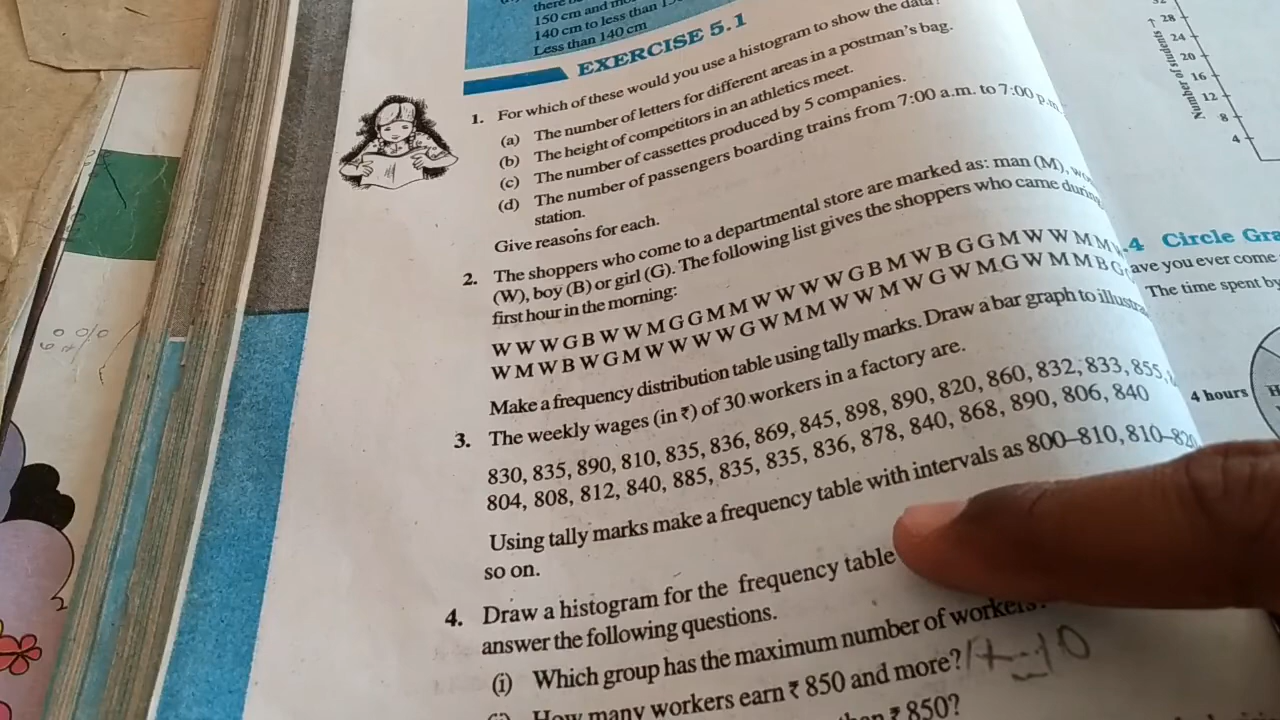 150 cm and
140 cm to less than
Less than 140 cm
EXERCISE 5.1
1. For which of these would you use a histogram to show the data?
(a) The number of letters for different areas in a postman's bag.
(b) The height of competitors in an athletics meet.
(c) The number of cassettes produced by 5 companies.
(d) The number of passengers boarding trains from 7:00 a.m. to 7:00 p.m.
station.
Give reasons for each.
2. The shoppers who come to a departmental store are marked as: man (M),
(W), boy (B) or girl (G). The following list gives the shoppers who came during
first hour in the morning:
W W W G B W W M G G M M W W W W G B M W B G G M W W M M
W M W B W G M W W W W G W M M W W M W G W M G W M M B G
Make a frequency distribution table using tally marks. Draw a bar graph to
3. The weekly wages (in ₹) of 30 workers in a factory are.
830, 835, 890, 810, 835, 836, 869, 845, 898, 890, 820, 860, 832, 833, 855,
804, 808, 812, 840, 885, 835, 835, 836, 878, 840, 868, 890, 806, 840
Using tally marks make a frequency table with intervals as 800–810, 810–820
so on.
4. Draw a histogram for the frequency table
answer the following questions.
(i) Which group has the maximum number of workers?
How many workers earn ₹ 850 and more?
₹ 850?
Number of students
28
24
20
16
12
8
4
.4 Circle
ave you ever come
The time spent by
4 hours
H